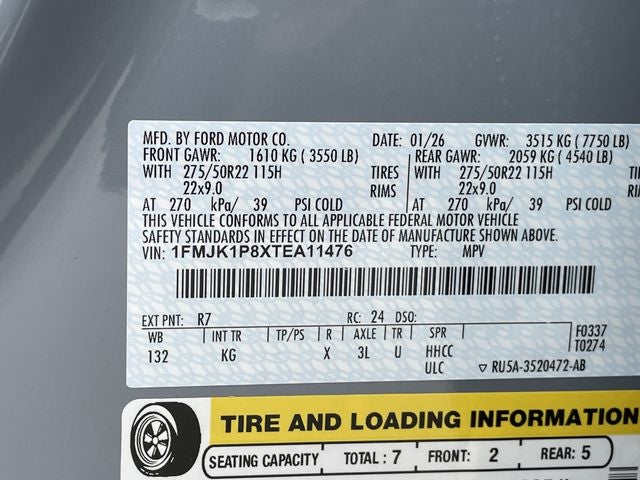 MFD. BY FORD MOTOR CO. DATE: 01/26 GVWR: 3515 KG ( 7750 LB)
FRONT GAWR: 1610 KG ( 3550 LB) REAR GAWR: 2059 KG ( 4540 LB)
WITH 275/50R22 115H TIRES WITH 275/50R22 115H
22x9.0 RIMS 22x9.0
AT 270 kPa/ 39 PSI COLD AT 270 kPa/ 39 PSI COLD
THIS VEHICLE CONFORMS TO ALL APPLICABLE FEDERAL MOTOR VEHICLE
SAFETY STANDARDS IN EFFECT ON THE DATE OF MANUFACTURE SHOWN ABOVE.
VIN: 1FMJK1P8XTEA11476 TYPE: MPV
EXT PNT: R7 RC: 24 DSO:
WB INT TR TP/PS R AXLE TR SPR F0337
132 KG X 3L U HHCC T0274
ULC ▽ RU5A-3520472-AB
TIRE AND LOADING INFORMATION
SEATING CAPACITY TOTAL : 7 FRONT: 2 REAR: 5